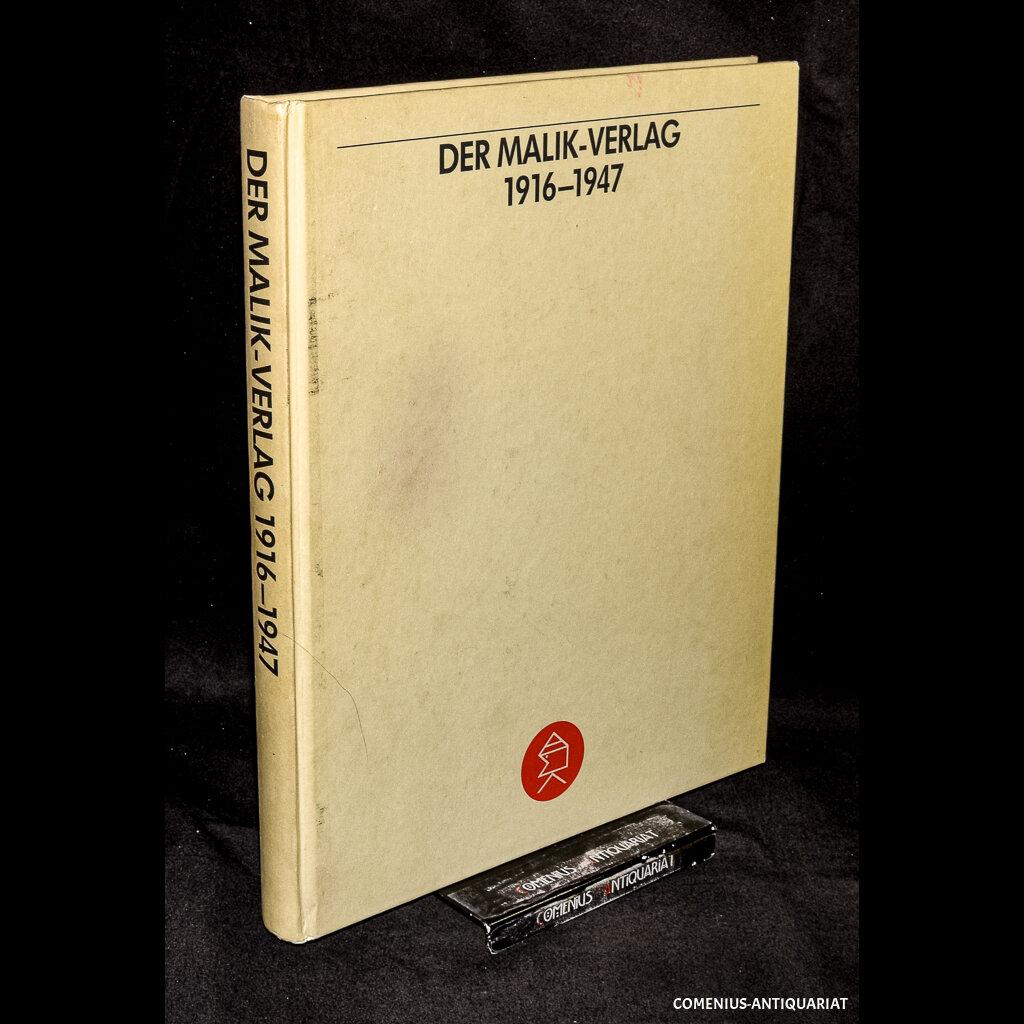 DER MALIK-VERLAG
1916–1947
DER MALIK-VERLAG 1916–1947
COMENIUS ANTIQUARIAT
COMENIUS ANTIQUARIAT
COMENIUS-ANTIQUARIAT